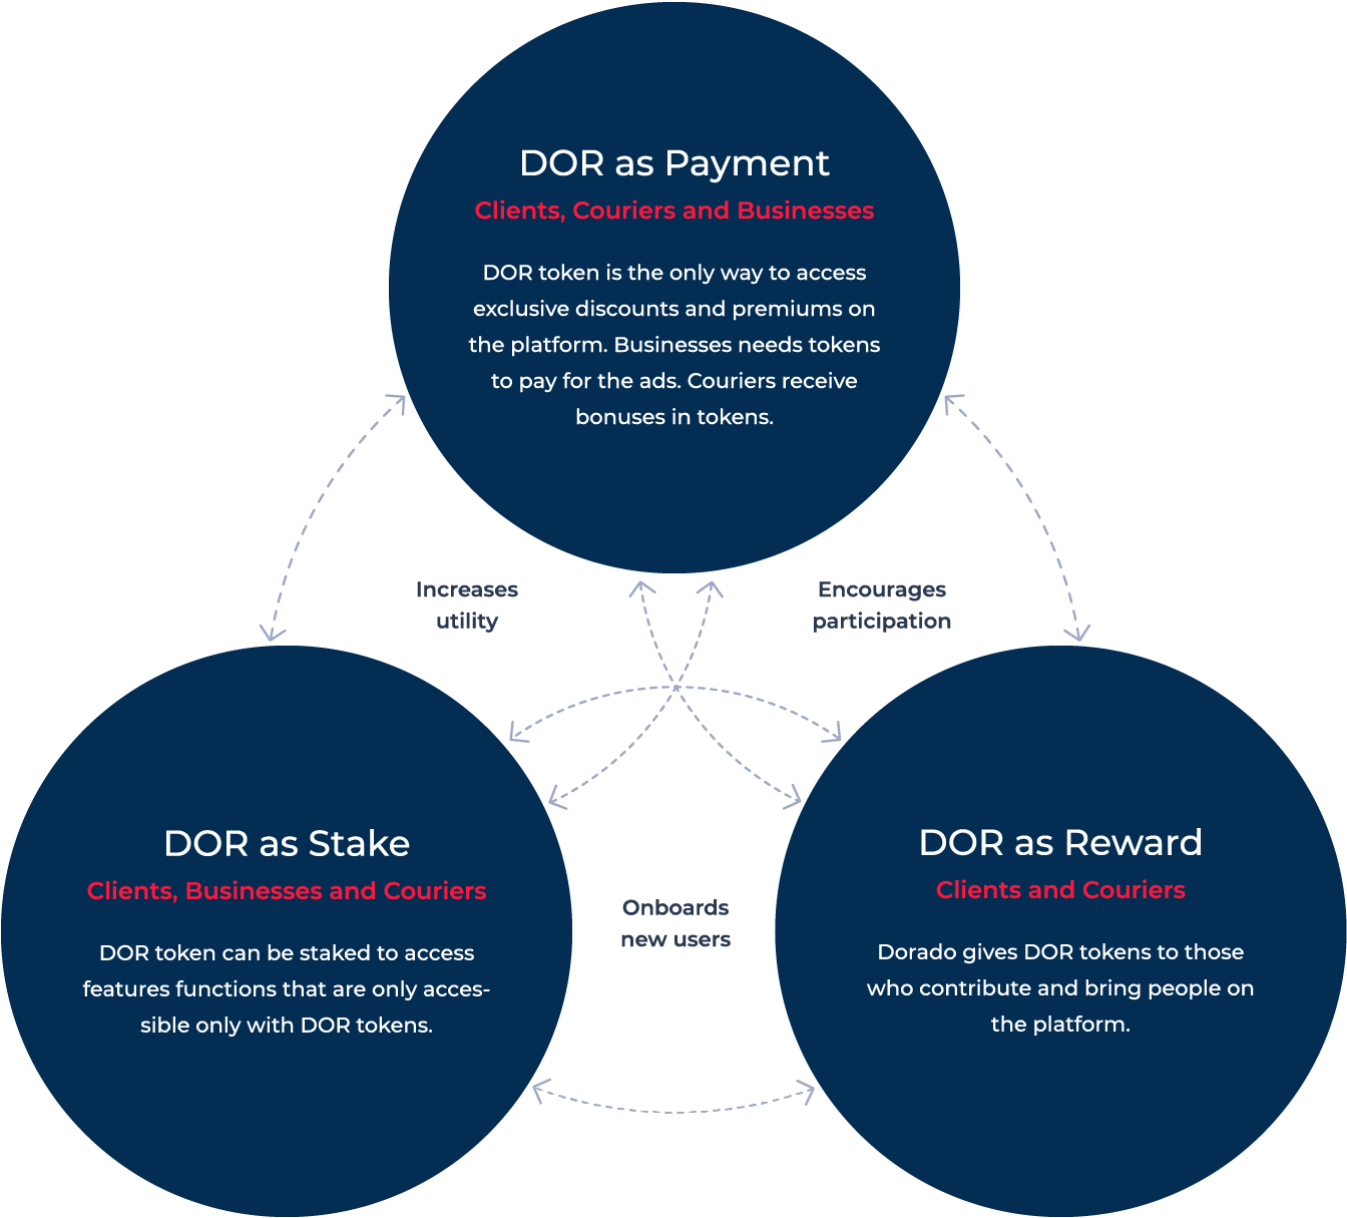 DOR as Payment
Clients, Couriers and Businesses
DOR token is the only way to access
exclusive discounts and premiums on
the platform. Businesses needs tokens
to pay for the ads. Couriers receive
bonuses in tokens.
Increases
utility
Encourages
participation
DOR as Stake
Clients, Businesses and Couriers
DOR token can be staked to access
features functions that are only acces-
sible only with DOR tokens.
Onboards
new users
DOR as Reward
Clients and Couriers
Dorado gives DOR tokens to those
who contribute and bring people on
the platform.